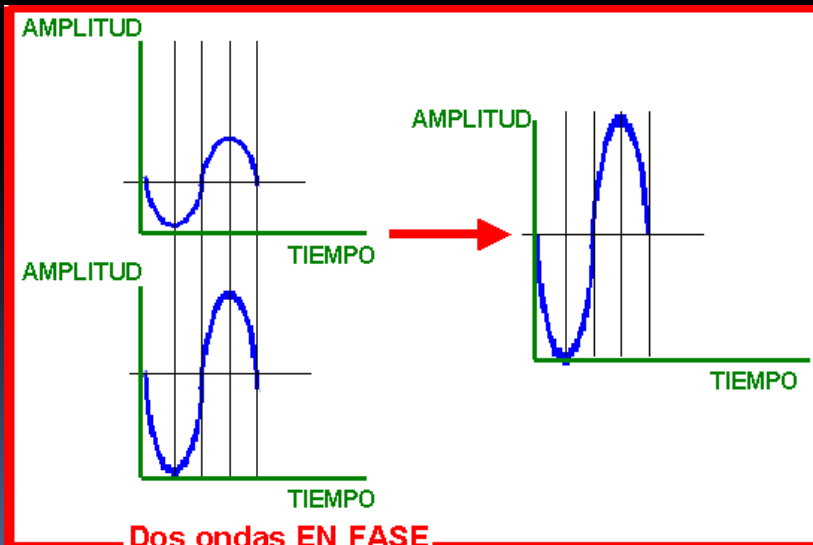 AMPLITUD
TIEMPO
AMPLITUD
TIEMPO
AMPLITUD
TIEMPO
Dos ondas EN FASE